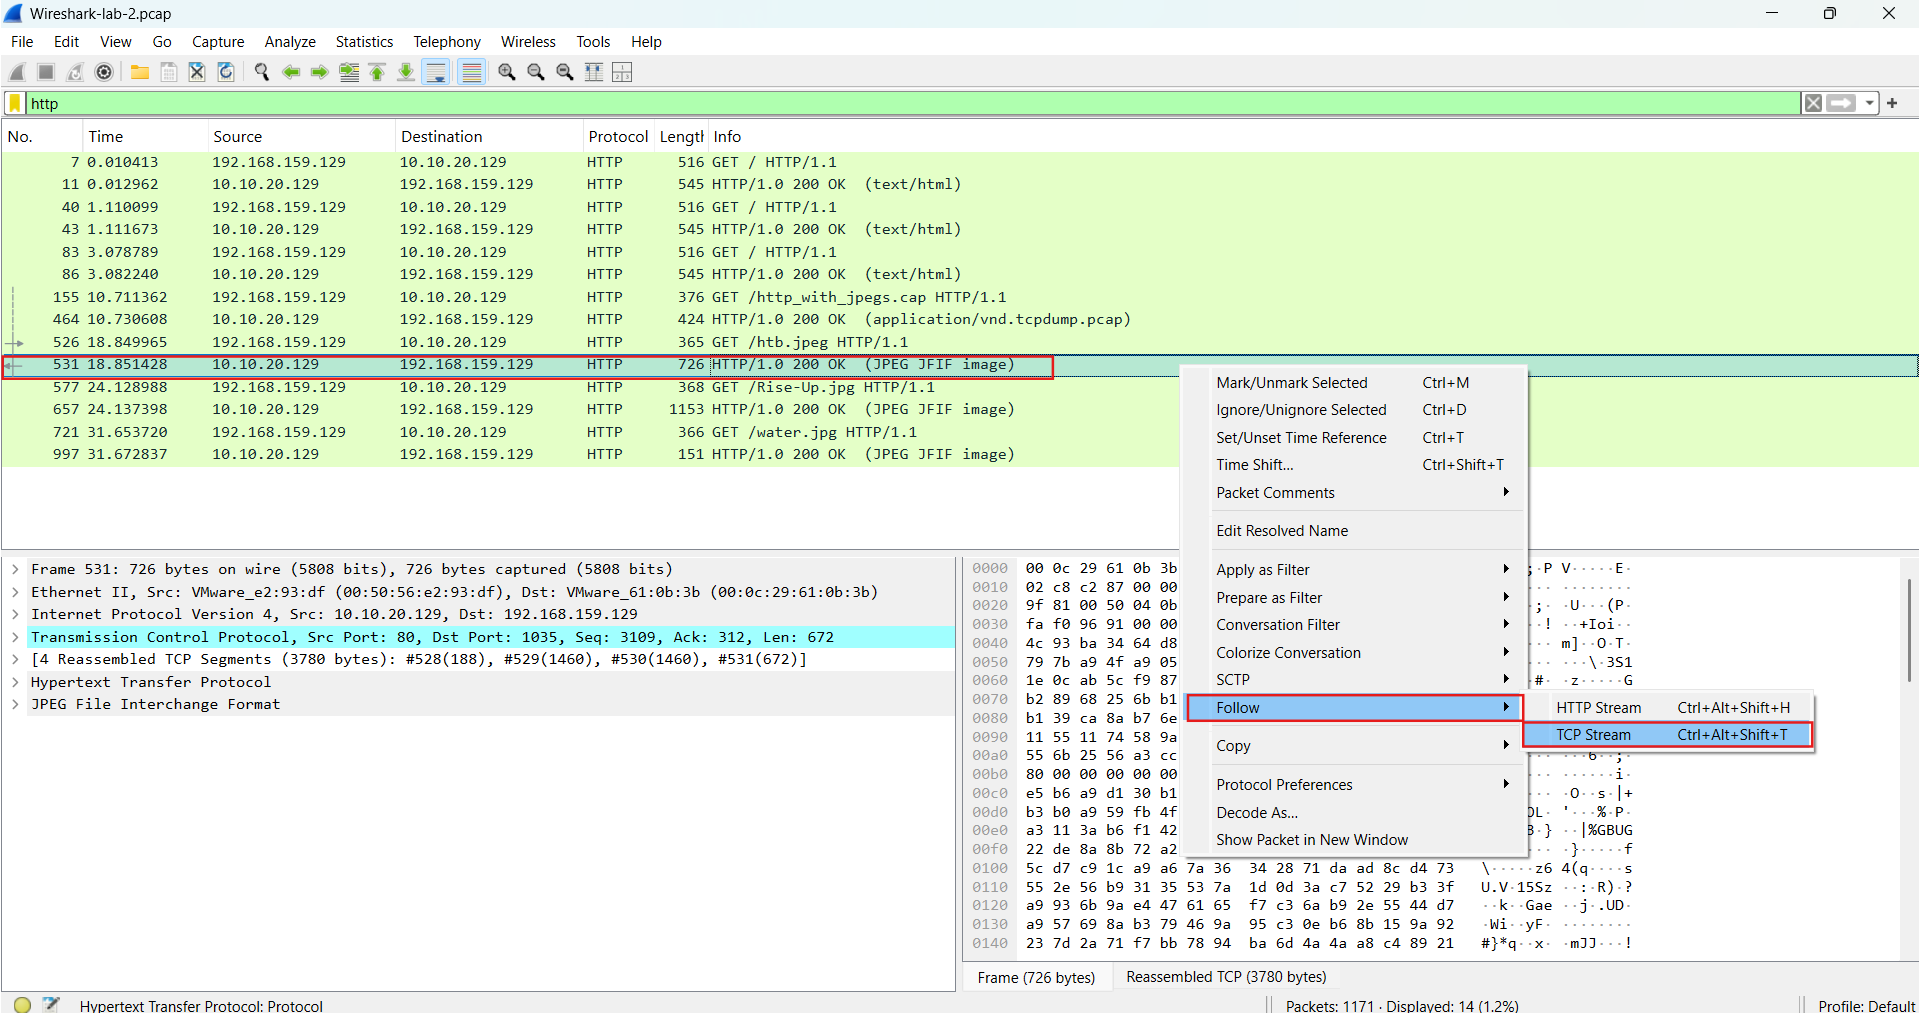 Wireshark-lab-2.pcap
File Edit View Go Capture Analyze Statistics Telephony Wireless Tools Help
http
No. Time Source Destination Protocol Length Info
7 0.010413 192.168.159.129 10.10.20.129 HTTP 516 GET / HTTP/1.1
11 0.012962 10.10.20.129 192.168.159.129 HTTP 545 HTTP/1.0 200 OK (text/html)
40 1.110099 192.168.159.129 10.10.20.129 HTTP 516 GET / HTTP/1.1
43 1.111673 10.10.20.129 192.168.159.129 HTTP 545 HTTP/1.0 200 OK (text/html)
83 3.078789 192.168.159.129 10.10.20.129 HTTP 516 GET / HTTP/1.1
86 3.082240 10.10.20.129 192.168.159.129 HTTP 545 HTTP/1.0 200 OK (text/html)
155 10.711362 192.168.159.129 10.10.20.129 HTTP 376 GET /http_with_jpegs.cap HTTP/1.1
464 10.730608 10.10.20.129 192.168.159.129 HTTP 424 HTTP/1.0 200 OK (application/vnd.tcpdump.pcap)
526 18.849965 192.168.159.129 10.10.20.129 HTTP 365 GET /htb.jpeg HTTP/1.1
531 18.851428 10.10.20.129 192.168.159.129 HTTP 726 HTTP/1.0 200 OK (JPEG JFIF image)
577 24.128988 192.168.159.129 10.10.20.129 HTTP 368 GET /Rise-Up.jpg HTTP/1.1
657 24.137398 10.10.20.129 192.168.159.129 HTTP 1153 HTTP/1.0 200 OK (JPEG JFIF image)
721 31.653720 192.168.159.129 10.10.20.129 HTTP 366 GET /water.jpg HTTP/1.1
997 31.672837 10.10.20.129 192.168.159.129 HTTP 151 HTTP/1.0 200 OK (JPEG JFIF image)
Mark/Unmark Selected Ctrl+M
Ignore/Unignore Selected Ctrl+D
Set/Unset Time Reference Ctrl+T
Time Shift... Ctrl+Shift+T
Packet Comments
Edit Resolved Name
Apply as Filter
Prepare as Filter
Conversation Filter
Colorize Conversation
SCTP
Follow
HTTP Stream Ctrl+Alt+Shift+H
TCP Stream Ctrl+Alt+Shift+T
Copy
Protocol Preferences
Decode As...
Show Packet in New Window
Frame 531: 726 bytes on wire (5808 bits), 726 bytes captured (5808 bits)
Ethernet II, Src: VMware_e2:93:df (00:50:56:e2:93:df), Dst: VMware_61:0b:3b (00:0c:29:61:0b:3b)
Internet Protocol Version 4, Src: 10.10.20.129, Dst: 192.168.159.129
Transmission Control Protocol, Src Port: 80, Dst Port: 1035, Seq: 3109, Ack: 312, Len: 672
[4 Reassembled TCP Segments (3780 bytes): #528(188), #529(1460), #530(1460), #531(672)]
Hypertext Transfer Protocol
JPEG File Interchange Format
0000 00 0c 29 61 0b 3b ;·P V·····E·
0010 02 c8 c2 87 00 00 ········
0020 9f 81 00 50 04 0b ·;· ·U···(P·
0030 fa f0 96 91 00 00 ··! ··+Ioi··
0040 4c 93 ba 34 64 d8 m]··O·T·
0050 79 7b a9 4f a9 05 ···\·3S1
0060 1e 0c ab 5c f9 87 ·#· ·z·····G
0070 b2 89 68 25 6b b1
0080 b1 39 ca 8a b7 6e
0090 11 55 11 74 58 9a
00a0 55 6b 25 56 a3 cc ···6··;·
00b0 80 00 00 00 00 00 ······i·
00c0 e5 b6 a9 d1 30 b1 ·O··s·|+
00d0 b3 b0 a9 59 fb 4f OL· '···%·P·
00e0 a3 11 3a b6 f1 42 B·} ··|%GBUG
00f0 22 de 8a 8b 72 a2 ·}·····f
0100 5c d7 c9 1c a9 a6 7a 36 34 28 71 da ad 8c d4 73 \·····z6 4(q····s
0110 55 2e 56 b9 31 35 53 7a 1d 0d 3a c7 52 29 b3 3f U.V·15Sz ··:·R)·?
0120 a9 93 6b 9a e4 47 61 65 f7 c3 6a b9 2e 55 44 d7 ··k··Gae ··j·.UD·
0130 a9 57 69 8a b3 79 46 9a 95 c3 0e b6 8b 15 9a 92 ·Wi··yF· ········
0140 23 7d 2a 71 f7 bb 78 94 ba 6d 4a 4a a8 c4 89 21 #}*q··x· ·mJJ···!
Frame (726 bytes) Reassembled TCP (3780 bytes)
Hypertext Transfer Protocol: Protocol Packets: 1171 · Displayed: 14 (1.2%) Profile: Default